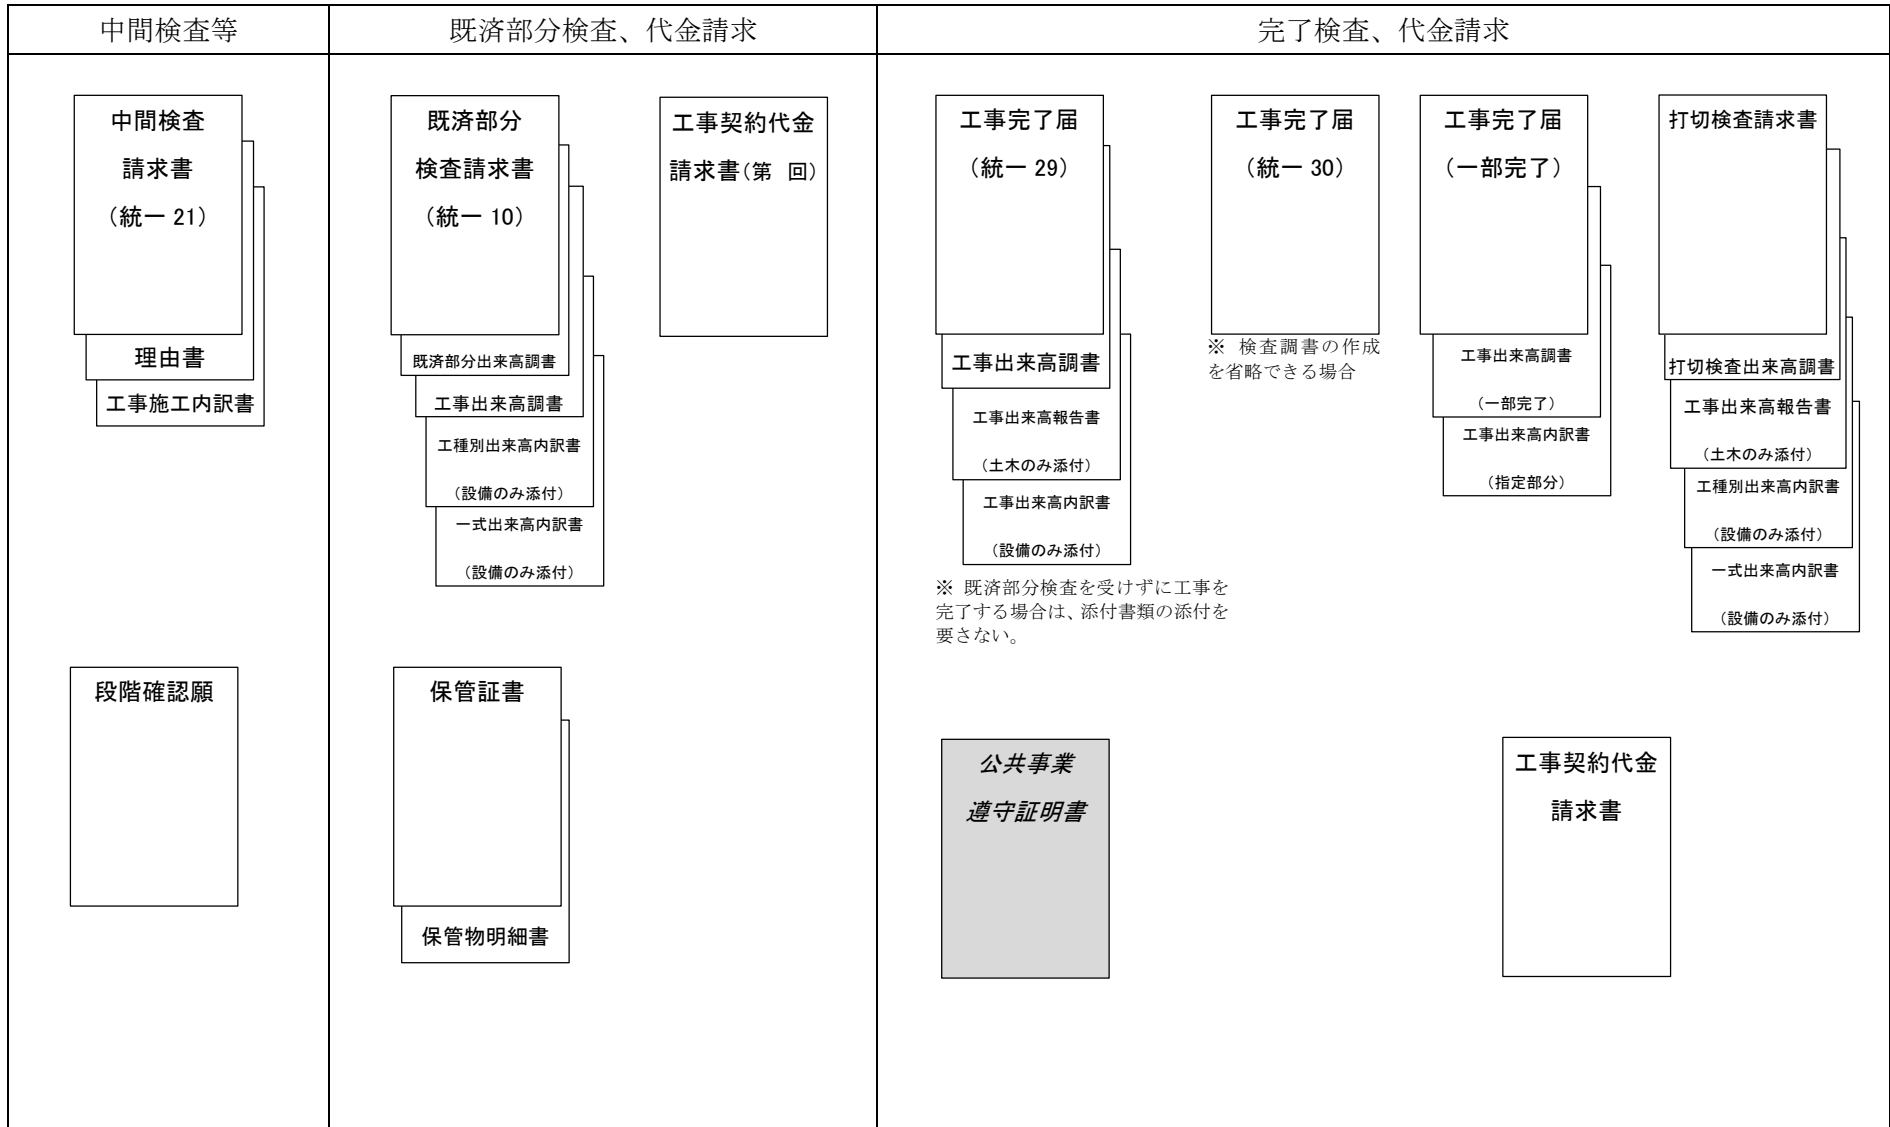 中間検査等
既済部分検査、代金請求
完了検査、代金請求
中間検査
請求書
（統一 21）
理由書
工事施工内訳書
既済部分
検査請求書
（統一 10）
既済部分出来高調書
工事出来高調書
工種別出来高内訳書
（設備のみ添付）
一式出来高内訳書
（設備のみ添付）
工事契約代金
請求書（第　回）
工事完了届
（統一 29）
工事出来高調書
工事出来高報告書
（土木のみ添付）
工事出来高内訳書
（設備のみ添付）
※ 既済部分検査を受けずに工事を
完了する場合は、添付書類の添付を
要さない。
工事完了届
（統一 30）
※ 検査調書の作成
を省略できる場合
工事完了届
（一部完了）
工事出来高調書
（一部完了）
工事出来高内訳書
（指定部分）
打切検査請求書
打切検査出来高調書
工事出来高報告書
（土木のみ添付）
工種別出来高内訳書
（設備のみ添付）
一式出来高内訳書
（設備のみ添付）
段階確認願
保管証書
保管物明細書
公共事業
遵守証明書
工事契約代金
請求書